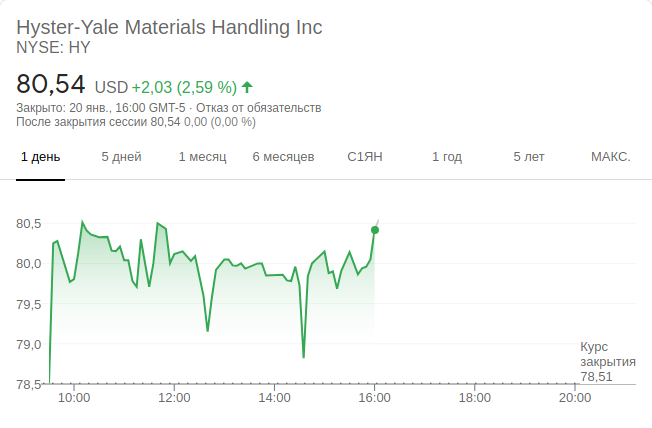 Hyster-Yale Materials Handling Inc
NYSE: HY
80,54 USD +2,03 (2,59 %)
Закрыто: 20 янв., 16:00 GMT-5 · Отказ от обязательств
После закрытия сессии 80,54 0,00 (0,00 %)
1 день 5 дней 1 месяц 6 месяцев С1ЯН 1 год 5 лет МАКС.
80,5
80,0
79,5
79,0
Курс
закрытия
78,51
78,5
10:00 12:00 14:00 16:00 18:00 20:00